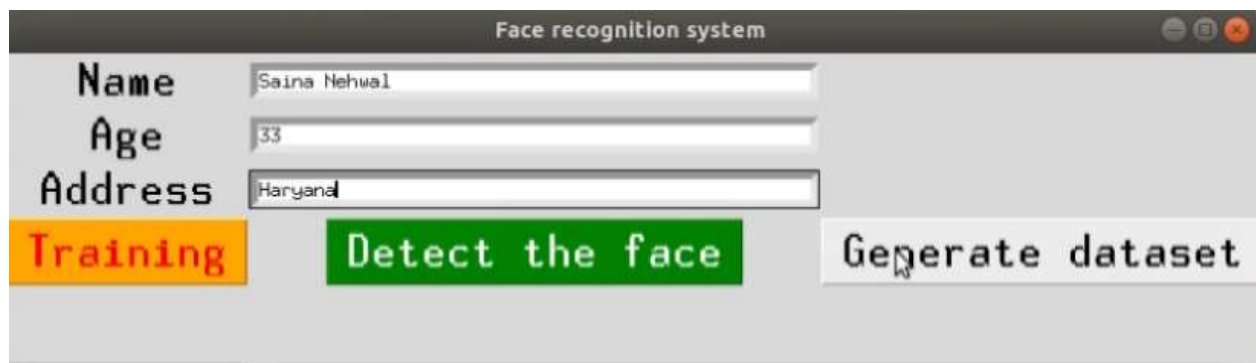 Face recognition system
Name Saina Nehwal
Age 33
Address Haryana
Training Detect the face Generate dataset